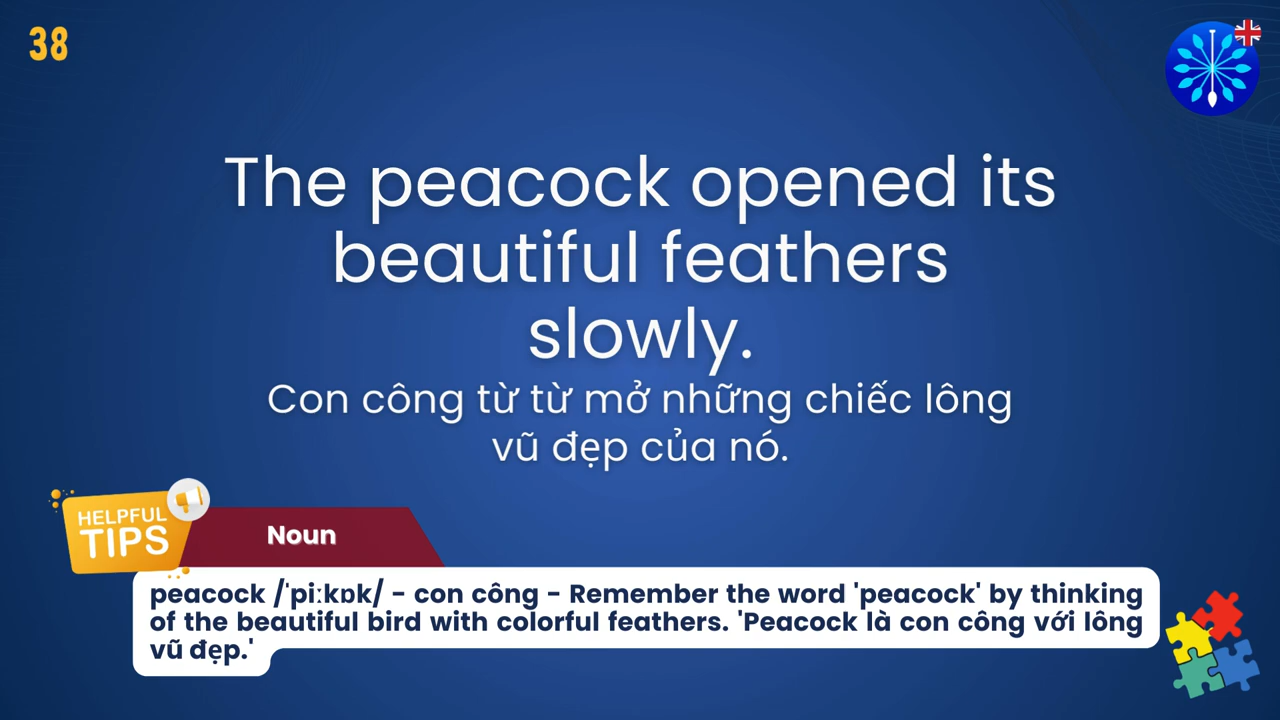 38
The peacock opened its
beautiful feathers
slowly.
Con công từ từ mở những chiếc lông
vũ đẹp của nó.
HELPFUL
TIPS
Noun
peacock /ˈpiːkɒk/ - con công - Remember the word 'peacock' by thinking
of the beautiful bird with colorful feathers. 'Peacock là con công với lông
vũ đẹp.'